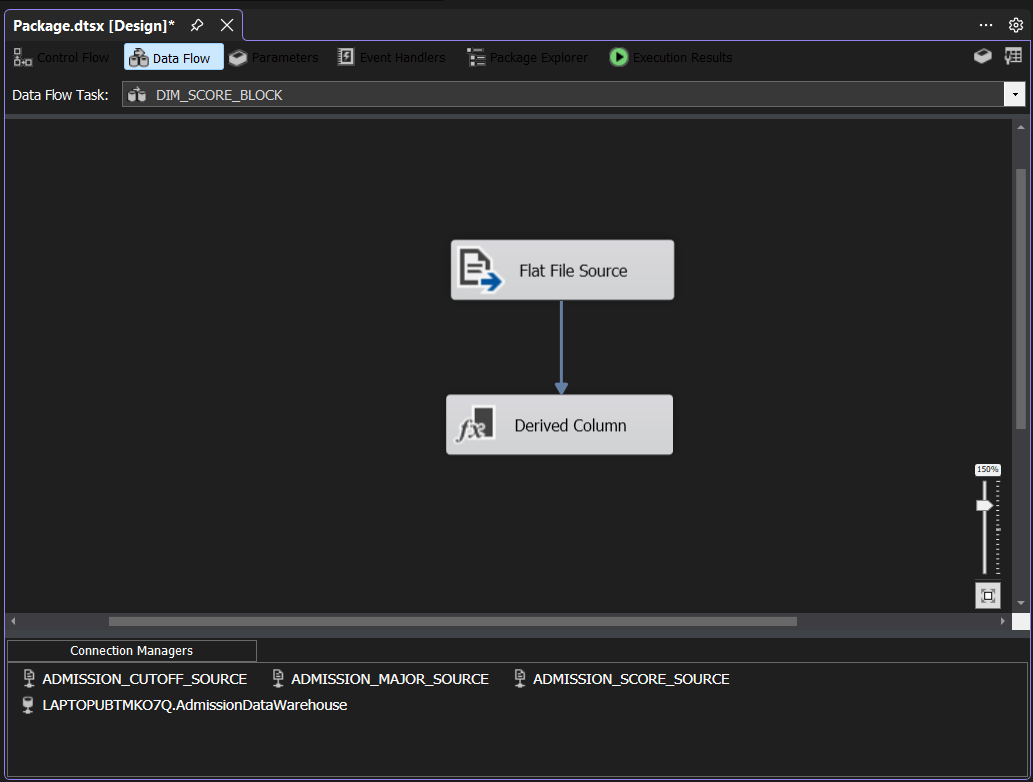 Package.dtsx [Design]*
Control Flow Data Flow Parameters Event Handlers Package Explorer Execution Results
Data Flow Task: DIM_SCORE_BLOCK
Flat File Source
fx Derived Column
150%
Connection Managers
ADMISSION_CUTOFF_SOURCE ADMISSION_MAJOR_SOURCE ADMISSION_SCORE_SOURCE
LAPTOPUBTMKO7Q.AdmissionDataWarehouse